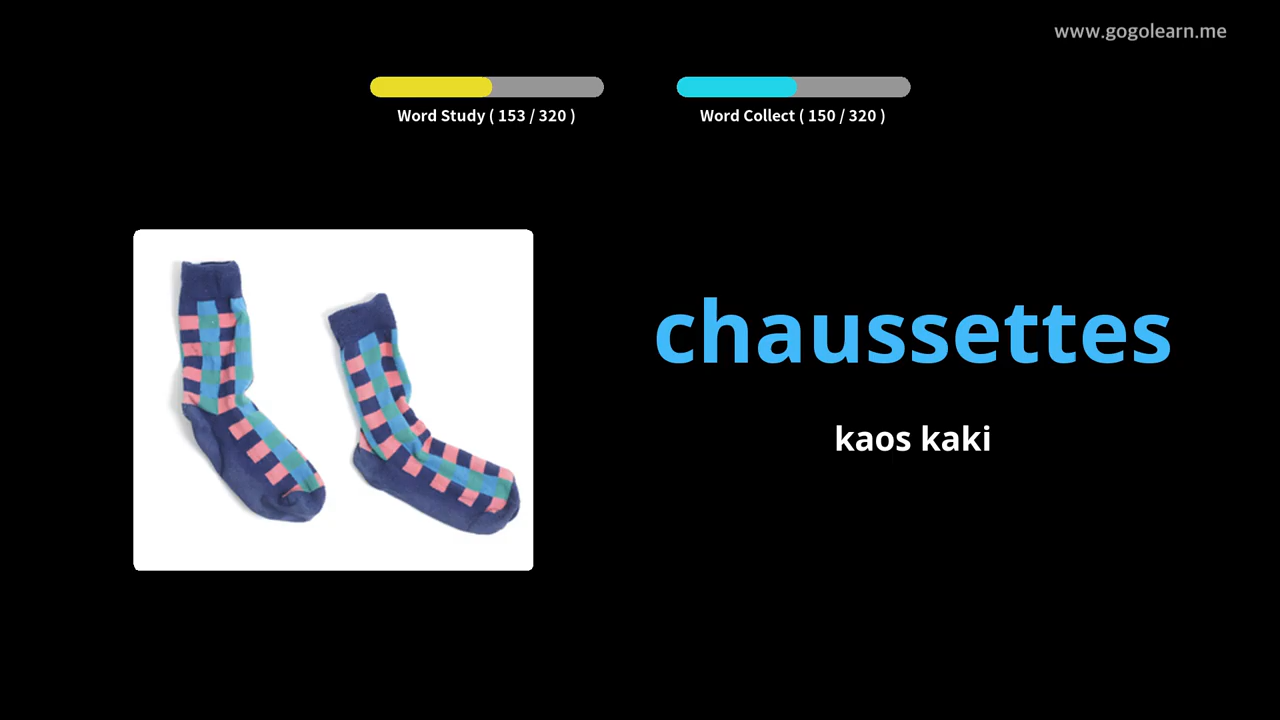 www.gogolearn.me
Word Study ( 153 / 320 )
Word Collect ( 150 / 320 )
chaussettes
kaos kaki